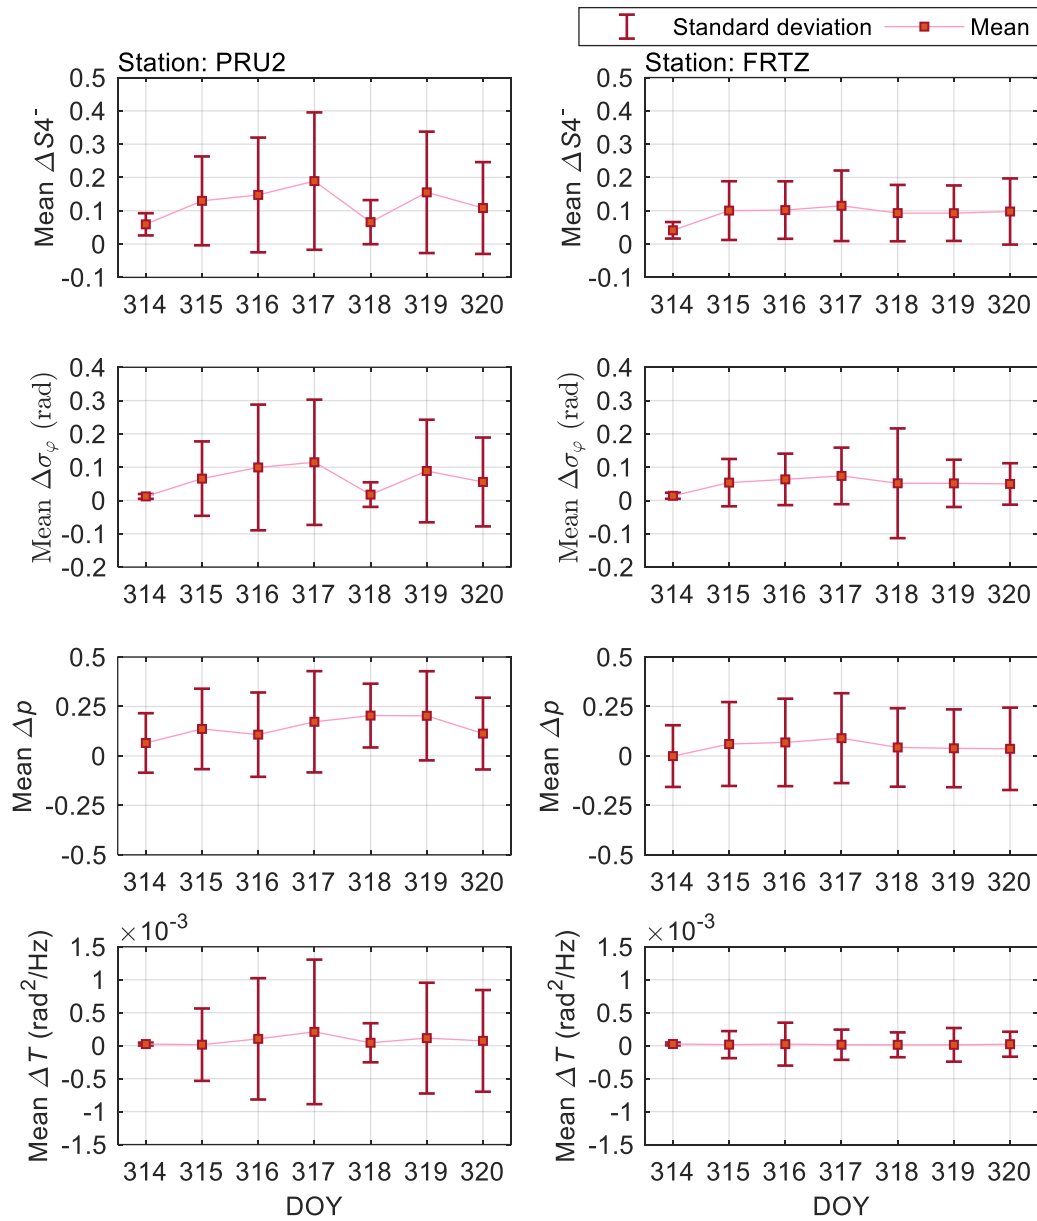 Standard deviation Mean
Station: PRU2
Station: FRTZ
0.5
0.4
0.3
0.2
0.1
0
-0.1
Mean ΔS4⁻
314 315 316 317 318 319 320
0.5
0.4
0.3
0.2
0.1
0
-0.1
Mean ΔS4⁻
314 315 316 317 318 319 320
0.4
0.3
0.2
0.1
0
-0.1
-0.2
Mean Δσφ (rad)
314 315 316 317 318 319 320
0.4
0.3
0.2
0.1
0
-0.1
-0.2
Mean Δσφ (rad)
314 315 316 317 318 319 320
0.5
0.25
0
-0.25
-0.5
Mean Δp
314 315 316 317 318 319 320
0.5
0.25
0
-0.25
-0.5
Mean Δp
314 315 316 317 318 319 320
×10⁻³
1.5
1
0.5
0
-0.5
-1
-1.5
Mean ΔT (rad²/Hz)
314 315 316 317 318 319 320
DOY
×10⁻³
1.5
1
0.5
0
-0.5
-1
-1.5
Mean ΔT (rad²/Hz)
314 315 316 317 318 319 320
DOY